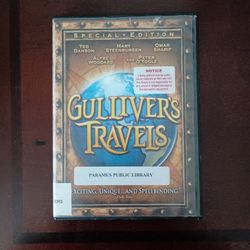 SPECIAL • EDITION
TED DANSON
MARY STEENBURGEN
OMAR SHARIF
ALFRE WOODARD
AND PETER O'TOOLE
NOTICE
GULLIVER'S
TRAVELS
PARAMUS PUBLIC LIBRARY
"EXCITING, UNIQUE, AND SPELLBINDING."